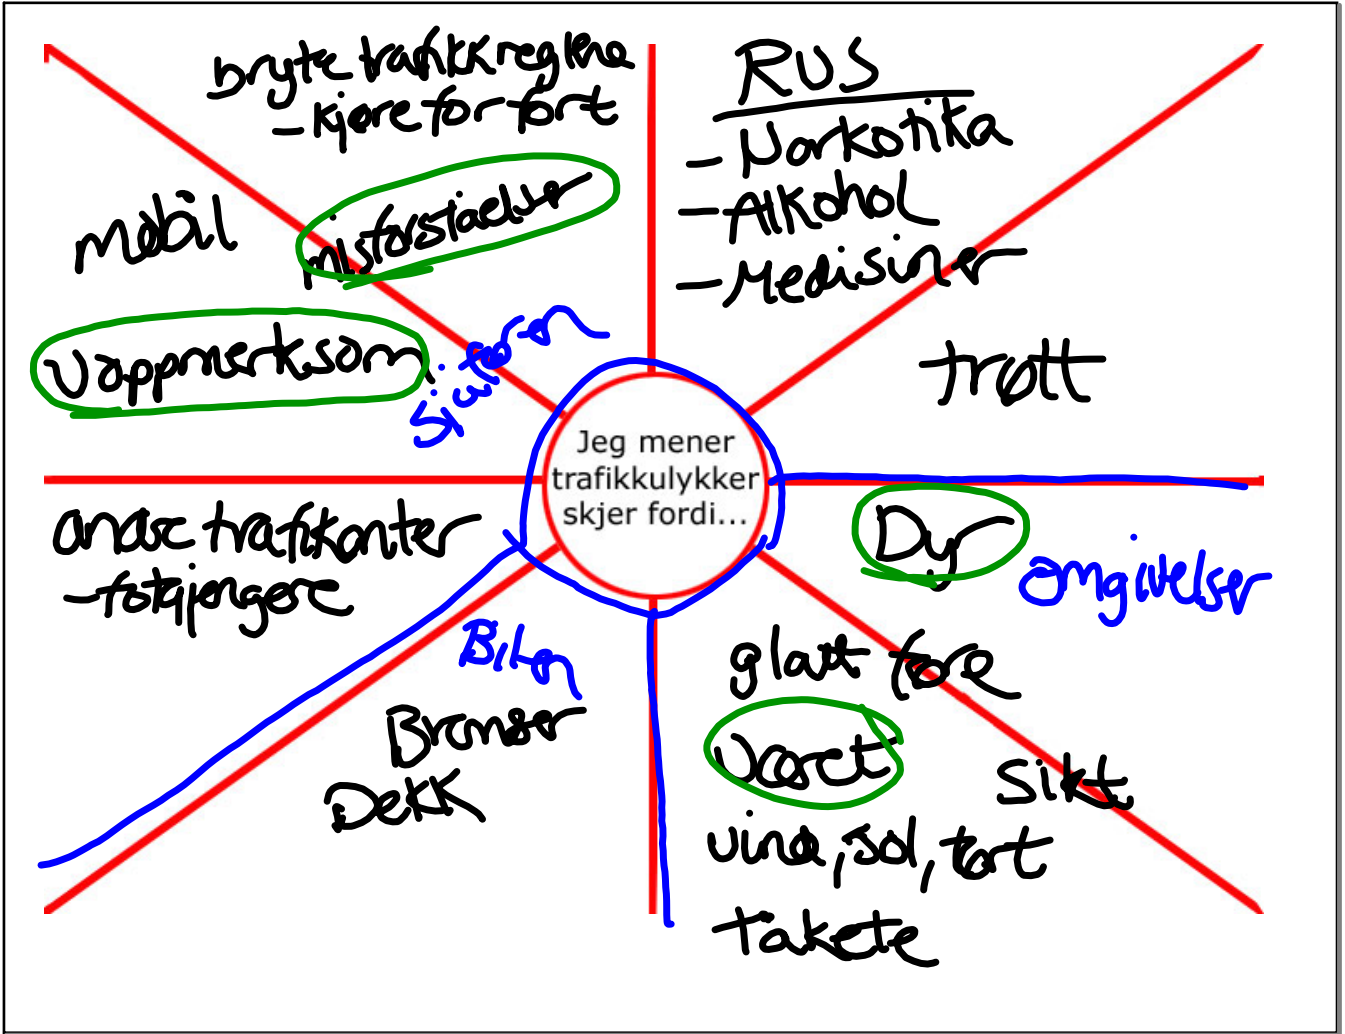 bryte trafikkreglene
- kjøre for fort
RUS
- Narkotika
- Alkohol
- Medisiner
mobil
misforståelser
uoppmerksom
Sjåføren
trøtt
Jeg mener
trafikkulykker
skjer fordi...
andre trafikanter
- fotgjengere
Dyr
omgivelser
Bilen
Bremser
Dekk
glatt føre
været
Sikt
vind, sol, tørt
tåkete